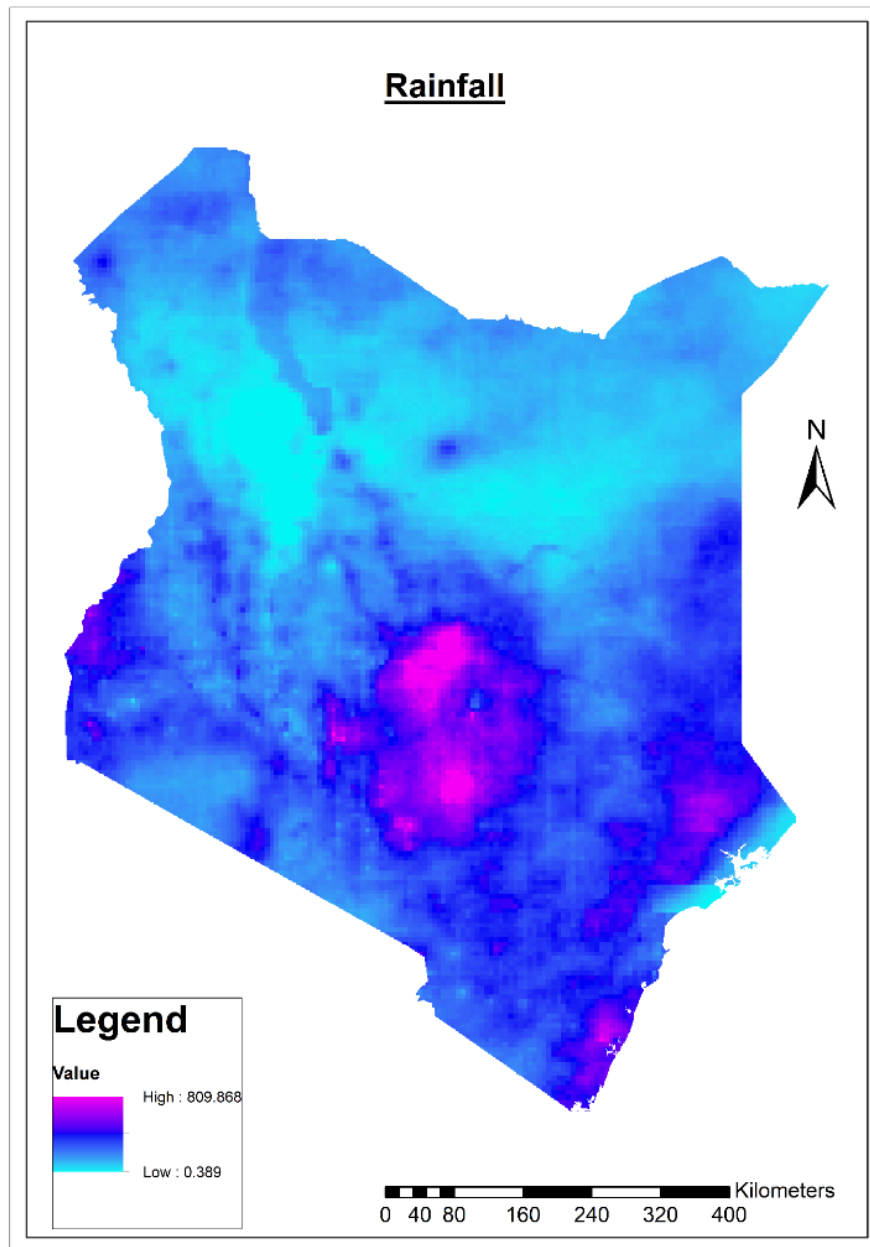 Rainfall
N
Legend
Value
High : 809.868
Low : 0.389
Kilometers
0 40 80 160 240 320 400